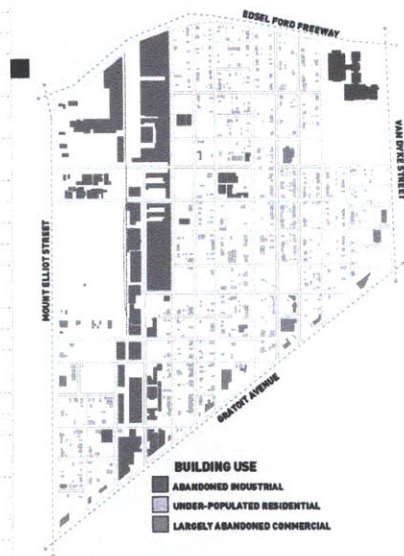 EDSEL FORD FREEWAY
VAN DYKE STREET
MOUNT ELLIOT STREET
GRATOIT AVENUE
BUILDING USE
ABANDONED INDUSTRIAL
UNDER-POPULATED RESIDENTIAL
LARGELY ABANDONED COMMERCIAL